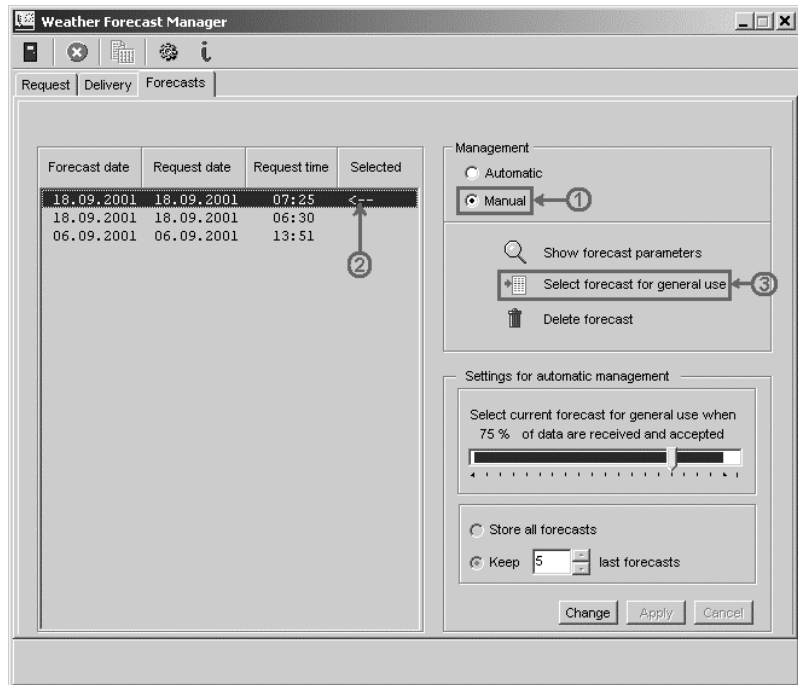 Weather Forecast Manager
Request Delivery Forecasts
Forecast date Request date Request time Selected
18.09.2001 18.09.2001 07:25 <--
18.09.2001 18.09.2001 06:30
06.09.2001 06.09.2001 13:51
2
Management
Automatic
Manual 1
Show forecast parameters
Select forecast for general use 3
Delete forecast
Settings for automatic management
Select current forecast for general use when
75 % of data are received and accepted
Store all forecasts
Keep 5 last forecasts
Change Apply Cancel